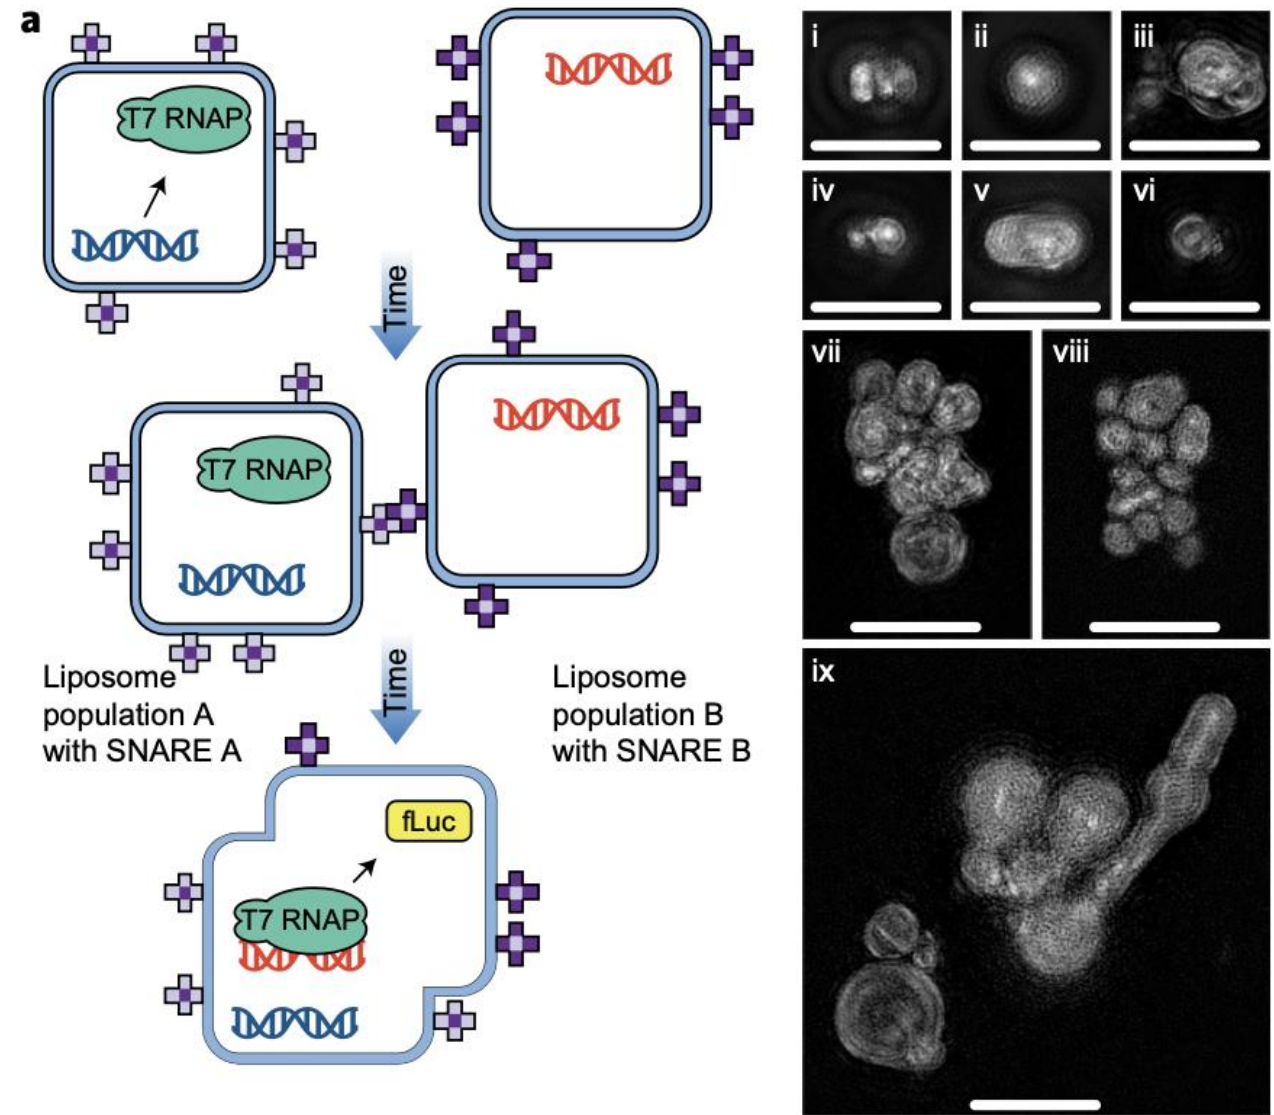 a
T7 RNAP
Time
T7 RNAP
Liposome
population A
with SNARE A
Liposome
population B
with SNARE B
Time
fLuc
T7 RNAP
i
ii
iii
iv
v
vi
vii
viii
ix